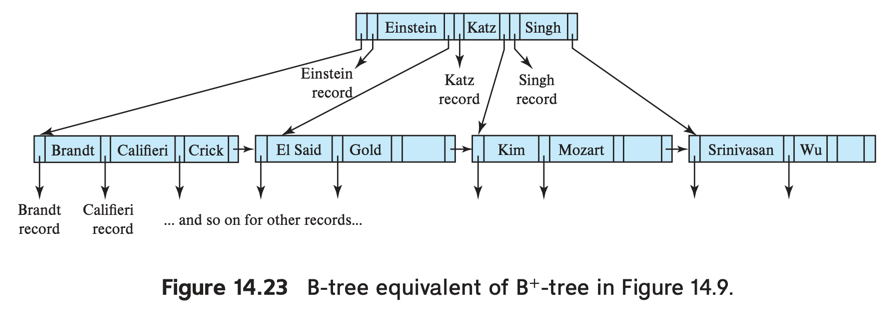 Einstein Katz Singh
Einstein
record
Katz
record
Singh
record
Brandt Califieri Crick El Said Gold Kim Mozart Srinivasan Wu
Brandt
record
Califieri
record
... and so on for other records...
Figure 14.23 B-tree equivalent of B+-tree in Figure 14.9.